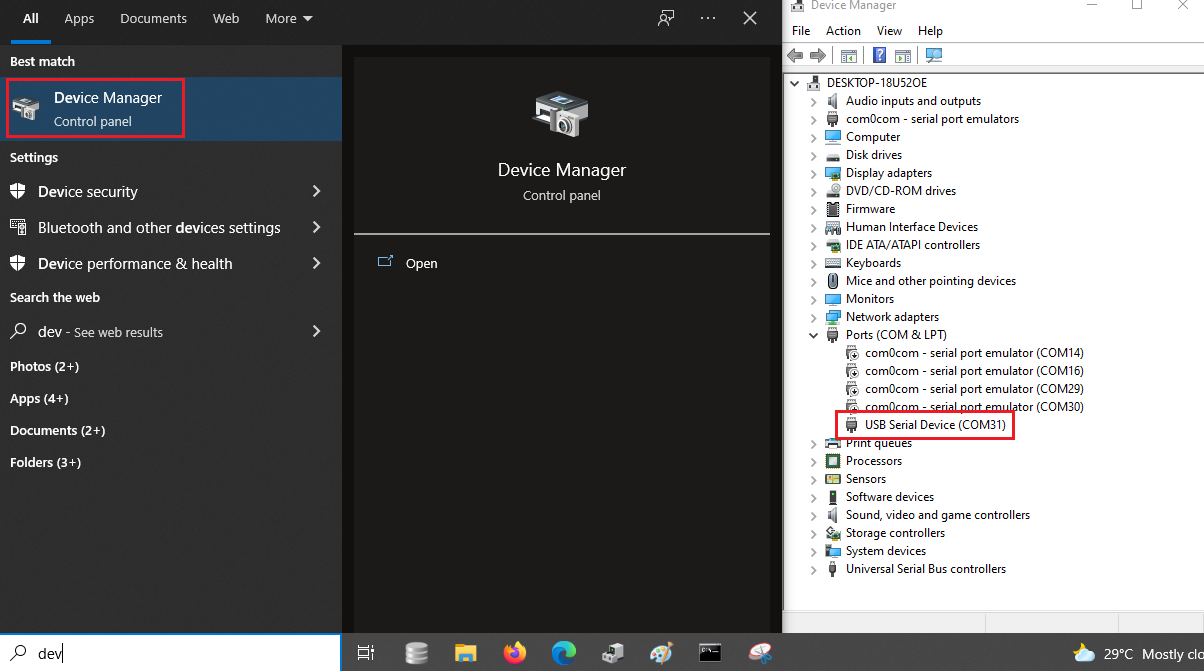 All Apps Documents Web More
Best match
Device Manager
Control panel
Settings
Device security
Bluetooth and other devices settings
Device performance & health
Search the web
dev - See web results
Photos (2+)
Apps (4+)
Documents (2+)
Folders (3+)
dev
Device Manager
Control panel
Open
Device Manager
File Action View Help
DESKTOP-18U52OE
Audio inputs and outputs
com0com - serial port emulators
Computer
Disk drives
Display adapters
DVD/CD-ROM drives
Firmware
Human Interface Devices
IDE ATA/ATAPI controllers
Keyboards
Mice and other pointing devices
Monitors
Network adapters
Ports (COM & LPT)
com0com - serial port emulator (COM14)
com0com - serial port emulator (COM16)
com0com - serial port emulator (COM29)
com0com - serial port emulator (COM30)
USB Serial Device (COM31)
Print queues
Processors
Sensors
Software devices
Sound, video and game controllers
Storage controllers
System devices
Universal Serial Bus controllers
29°C Mostly clo